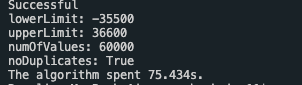 Successful
lowerLimit: -35500
upperLimit: 36600
numOfValues: 60000
noDuplicates: True
The algorithm spent 75.434s.